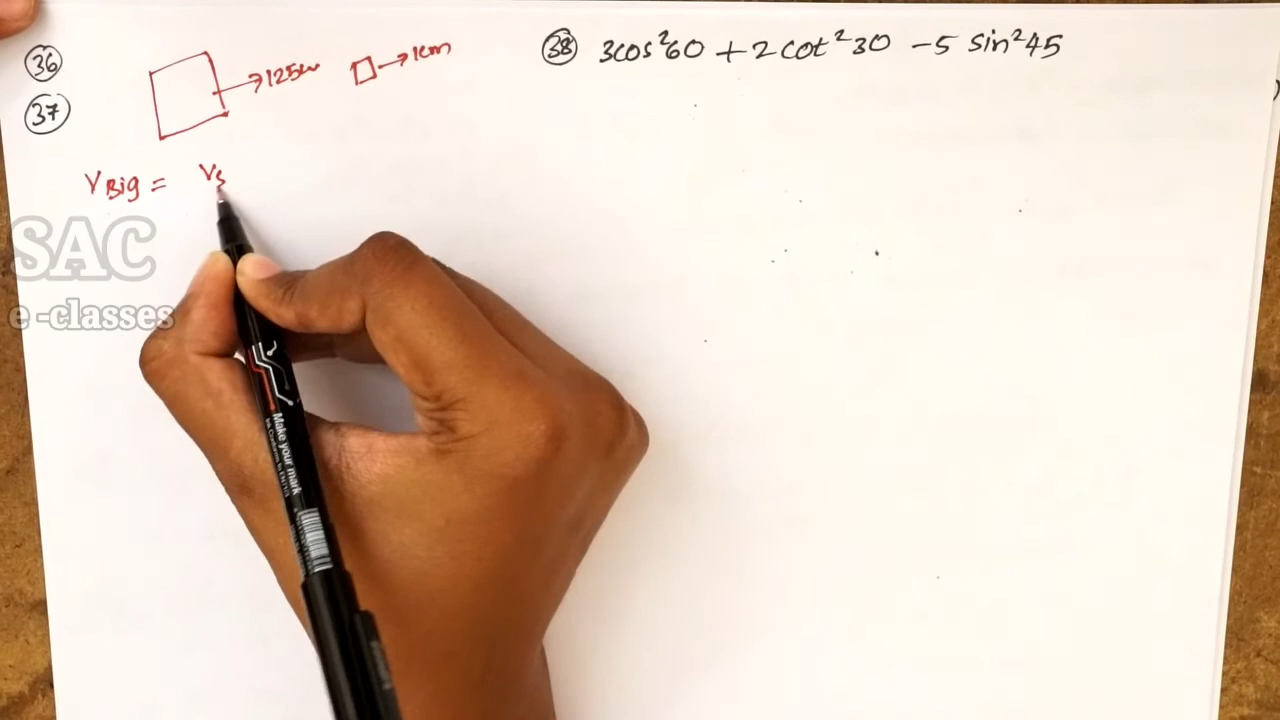 36
→125cm →1cm
37
V Big = Vs
38 3cos²60 + 2cot²30 - 5 sin²45
SAC
e-classes
Make your mark